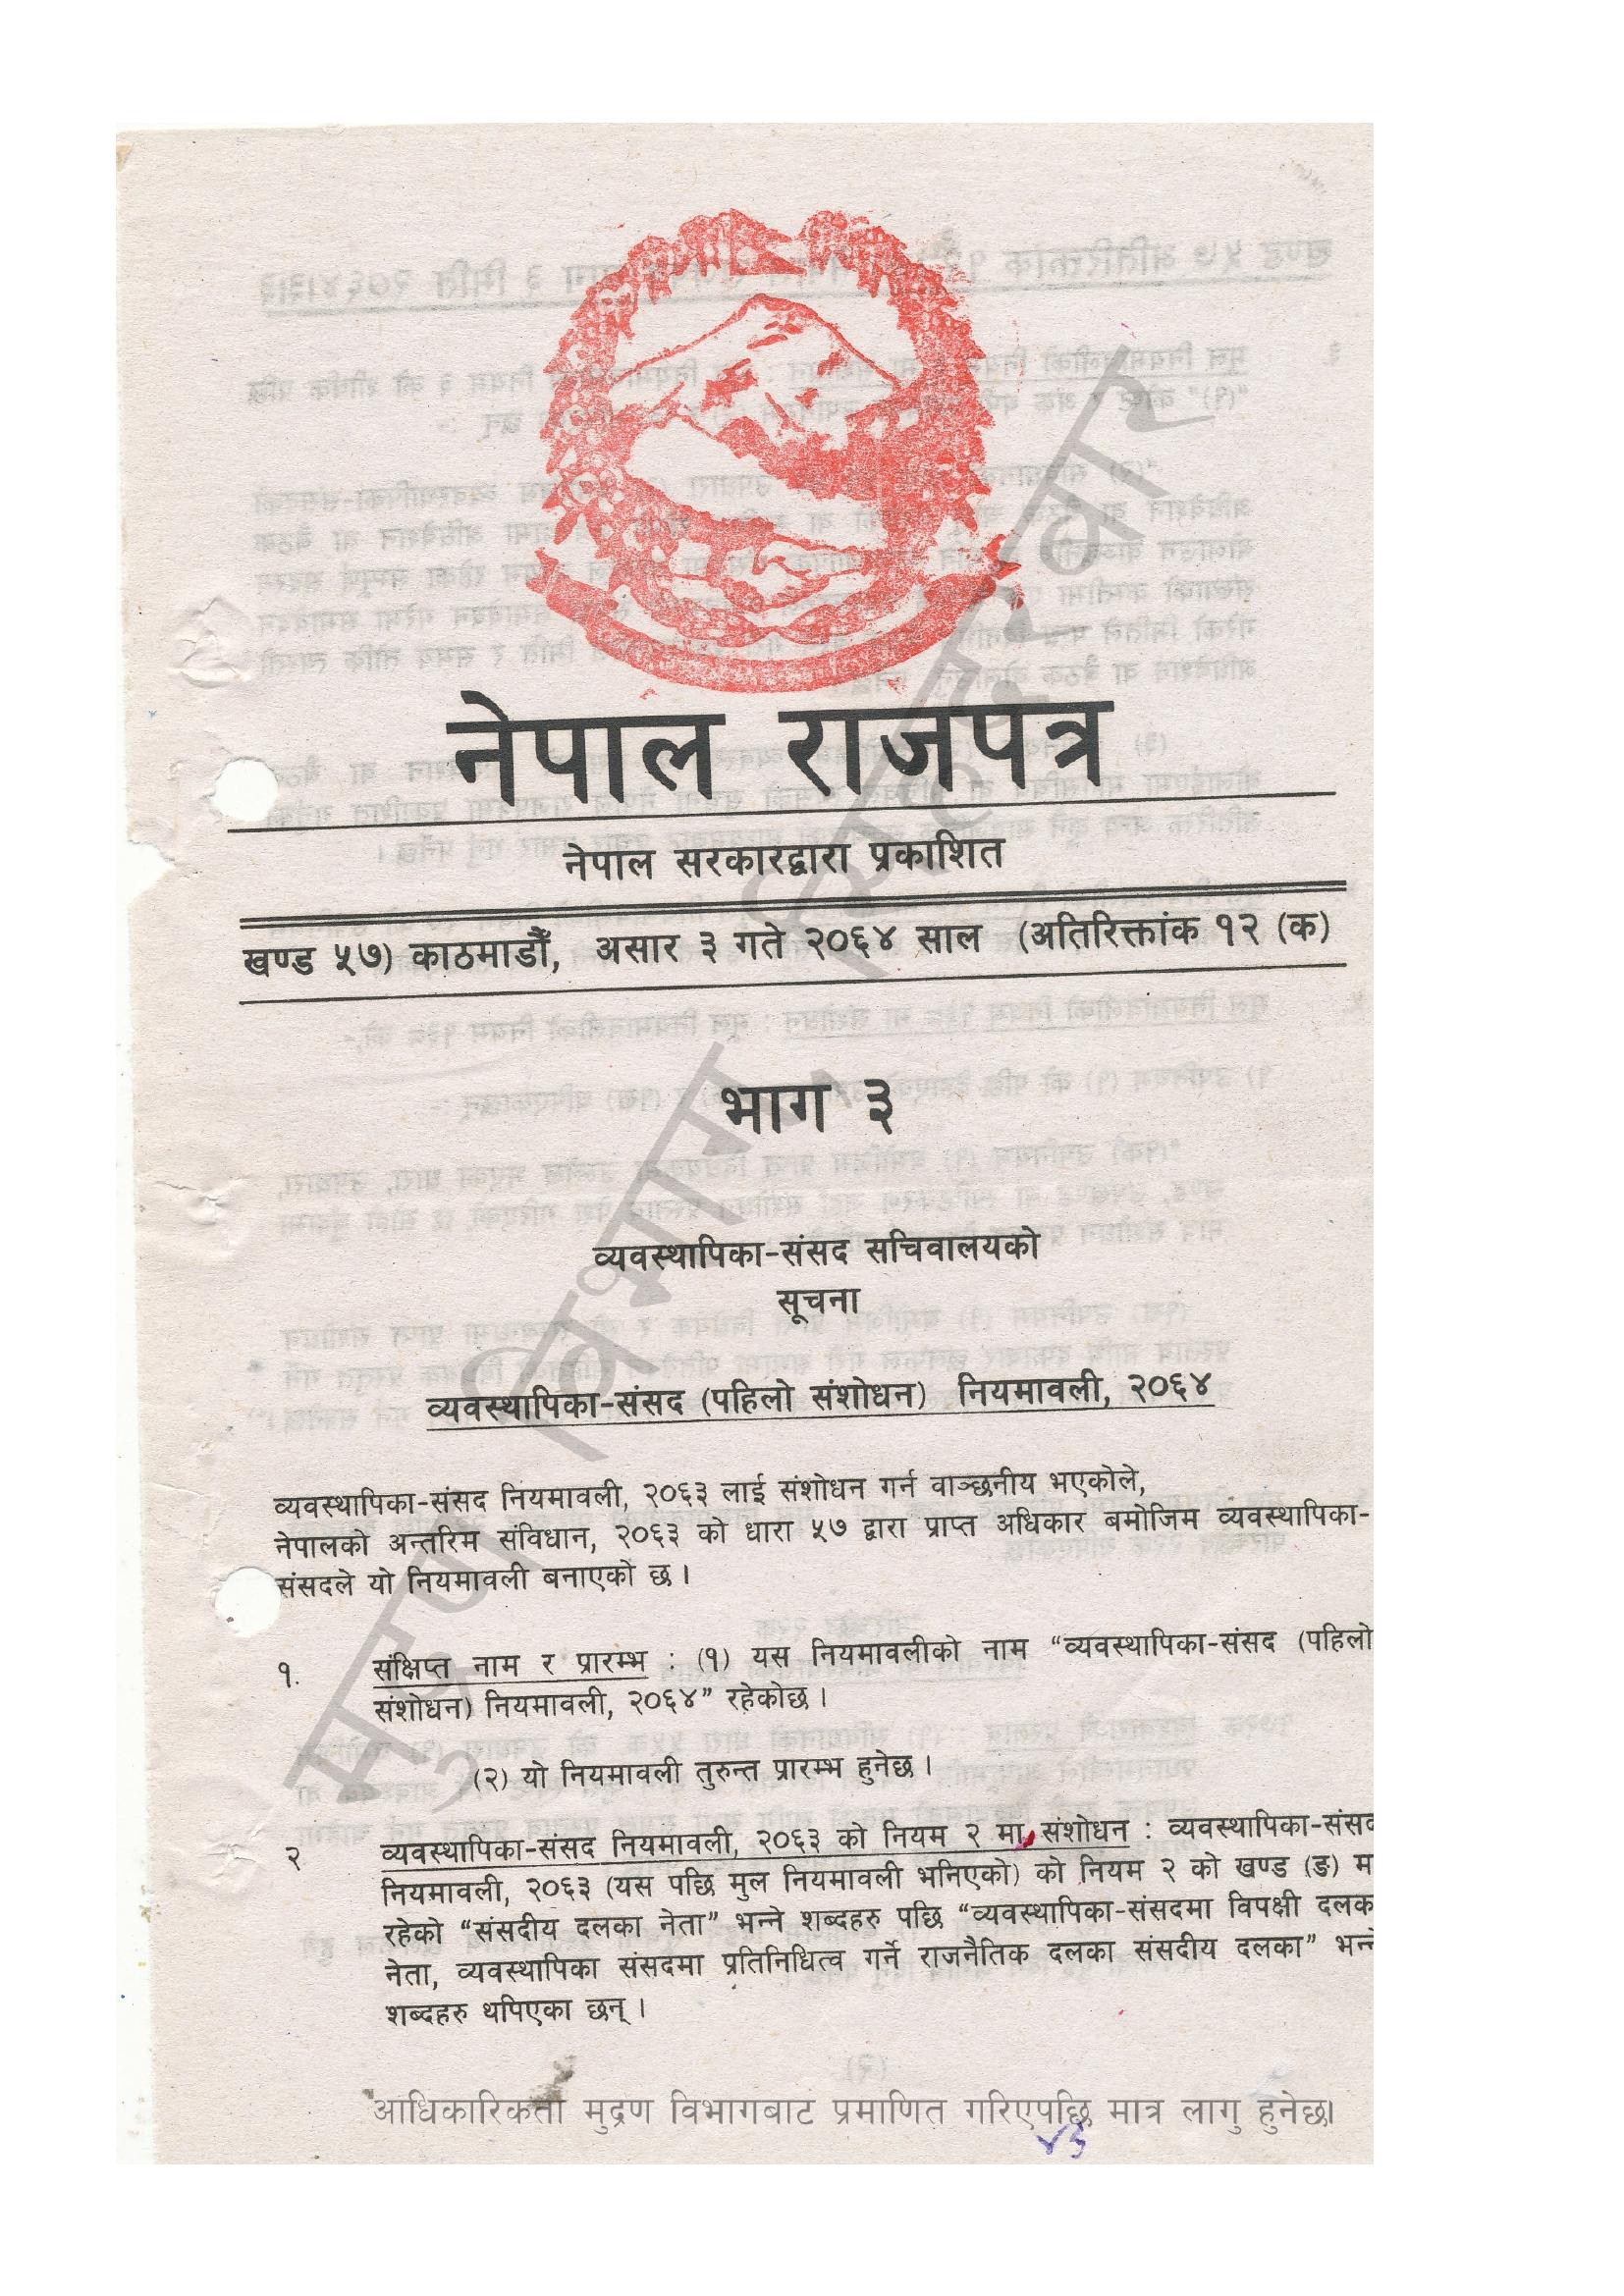 नेपाल राजपत्र
नेपाल सरकारद्वारा प्रकाशित
खण्ड ५७) काठमाडौँ, असार ३ गते २०६४ साल (अतिरिक्तांक १२ (क)
भाग ३
व्यवस्थापिका-संसद सचिवालयको
सूचना
व्यवस्थापिका-संसद (पहिलो संशोधन) नियमावली, २०६४
व्यवस्थापिका-संसद नियमावली, २०६३ लाई संशोधन गर्न वाञ्छनीय भएकोले,
नेपालको अन्तरिम संविधान, २०६३ को धारा ५७ द्वारा प्राप्त अधिकार बमोजिम व्यवस्थापिका-
संसदले यो नियमावली बनाएको छ ।
१. संक्षिप्त नाम र प्रारम्भ : (१) यस नियमावलीको नाम “व्यवस्थापिका-संसद (पहिलो
संशोधन) नियमावली, २०६४” रहेकोछ ।
(२) यो नियमावली तुरुन्त प्रारम्भ हुनेछ ।
२ व्यवस्थापिका-संसद नियमावली, २०६३ को नियम २ मा संशोधन : व्यवस्थापिका-संसद
नियमावली, २०६३ (यस पछि मुल नियमावली भनिएको) को नियम २ को खण्ड (ङ) म
रहेको “संसदीय दलका नेता” भन्ने शब्दहरु पछि “व्यवस्थापिका-संसदमा विपक्षी दलक
नेता, व्यवस्थापिका संसदमा प्रतिनिधित्व गर्ने राजनैतिक दलका संसदीय दलका” भन्ने
शब्दहरु थपिएका छन् ।
आधिकारिकता मुद्रण विभागबाट प्रमाणित गरिएपछि मात्र लागु हुनेछ।